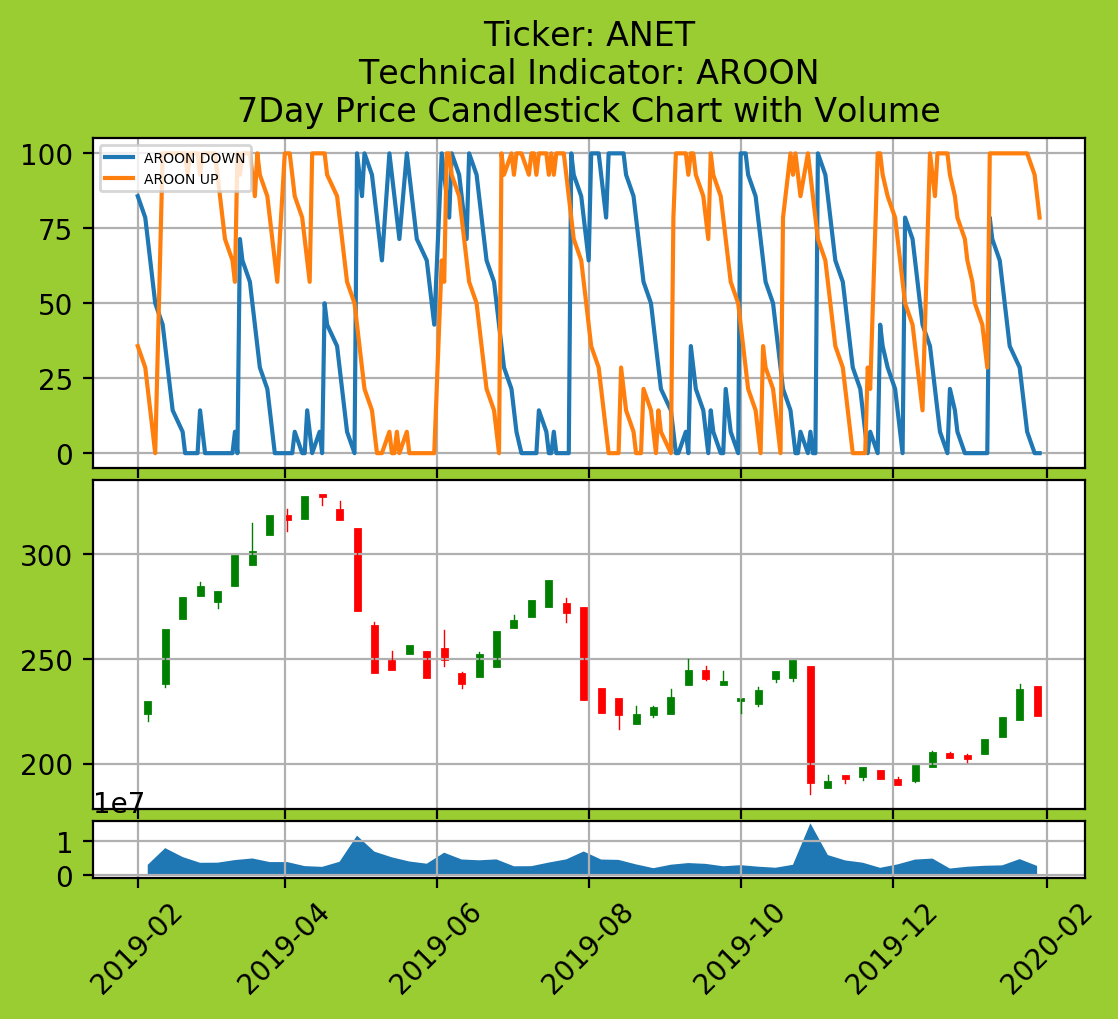 Ticker: ANET
Technical Indicator: AROON
7Day Price Candlestick Chart with Volume
100
75
50
25
0
AROON DOWN
AROON UP
300
250
200
1e7
1
0
2019-02
2019-04
2019-06
2019-08
2019-10
2019-12
2020-02